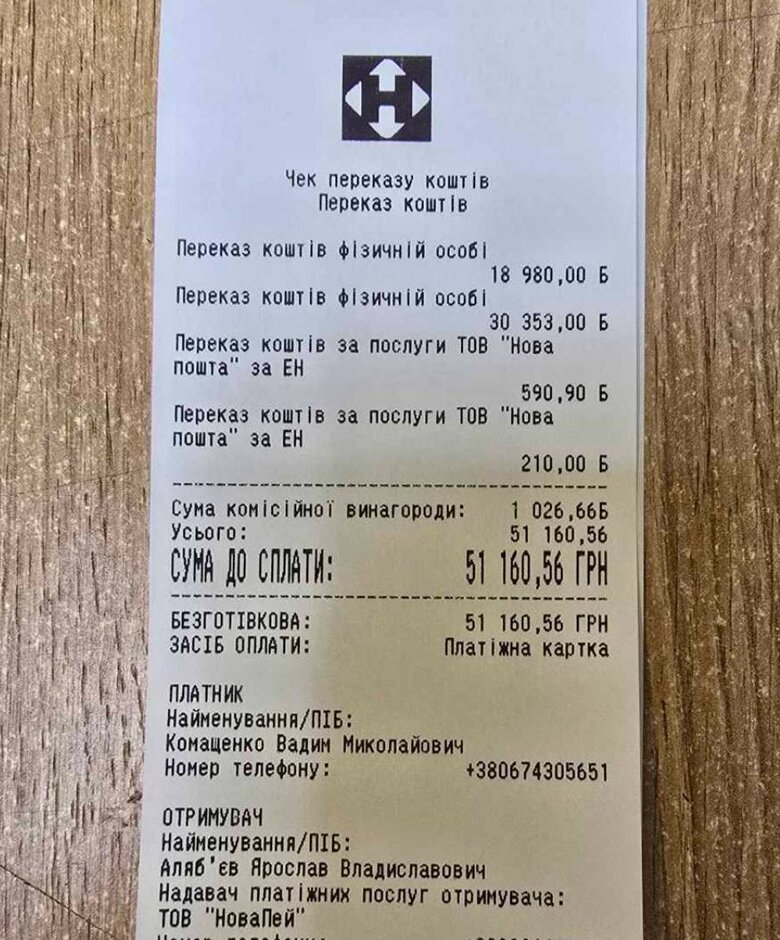 Н
Чек переказу коштів
Переказ коштів
Переказ коштів фізичній особі
18 980,00 Б
Переказ коштів фізичній особі
30 353,00 Б
Переказ коштів за послуги ТОВ "Нова
пошта" за ЕН
590,90 Б
Переказ коштів за послуги ТОВ "Нова
пошта" за ЕН
210,00 Б
Сума комісійної винагороди: 1 026,66Б
Усього: 51 160,56
СУМА ДО СПЛАТИ: 51 160,56 ГРН
БЕЗГОТІВКОВА: 51 160,56 ГРН
ЗАСІБ ОПЛАТИ: Платіжна картка
ПЛАТНИК
Найменування/ПІБ:
Комащенко Вадим Миколайович
Номер телефону: +380674305651
ОТРИМУВАЧ
Найменування/ПІБ:
Аляб'єв Ярослав Владиславович
Надавач платіжних послуг отримувача:
ТОВ "НоваПей"